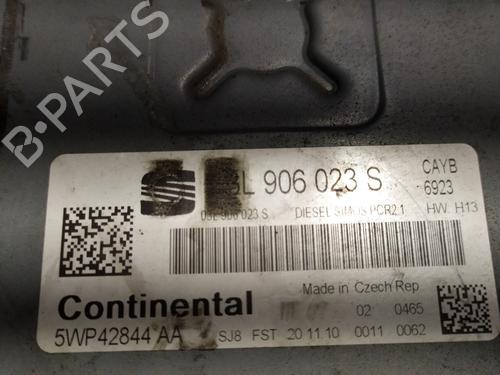 B-PARTS
03L 906 023 S
CAYB
6923
03L 906 023 S DIESEL SIMOS PCR2.1 HW: H13
Made in Czech Rep
Continental
02 0465
5WP42844 AA SJ8 FST 20 11.10 0011 0062